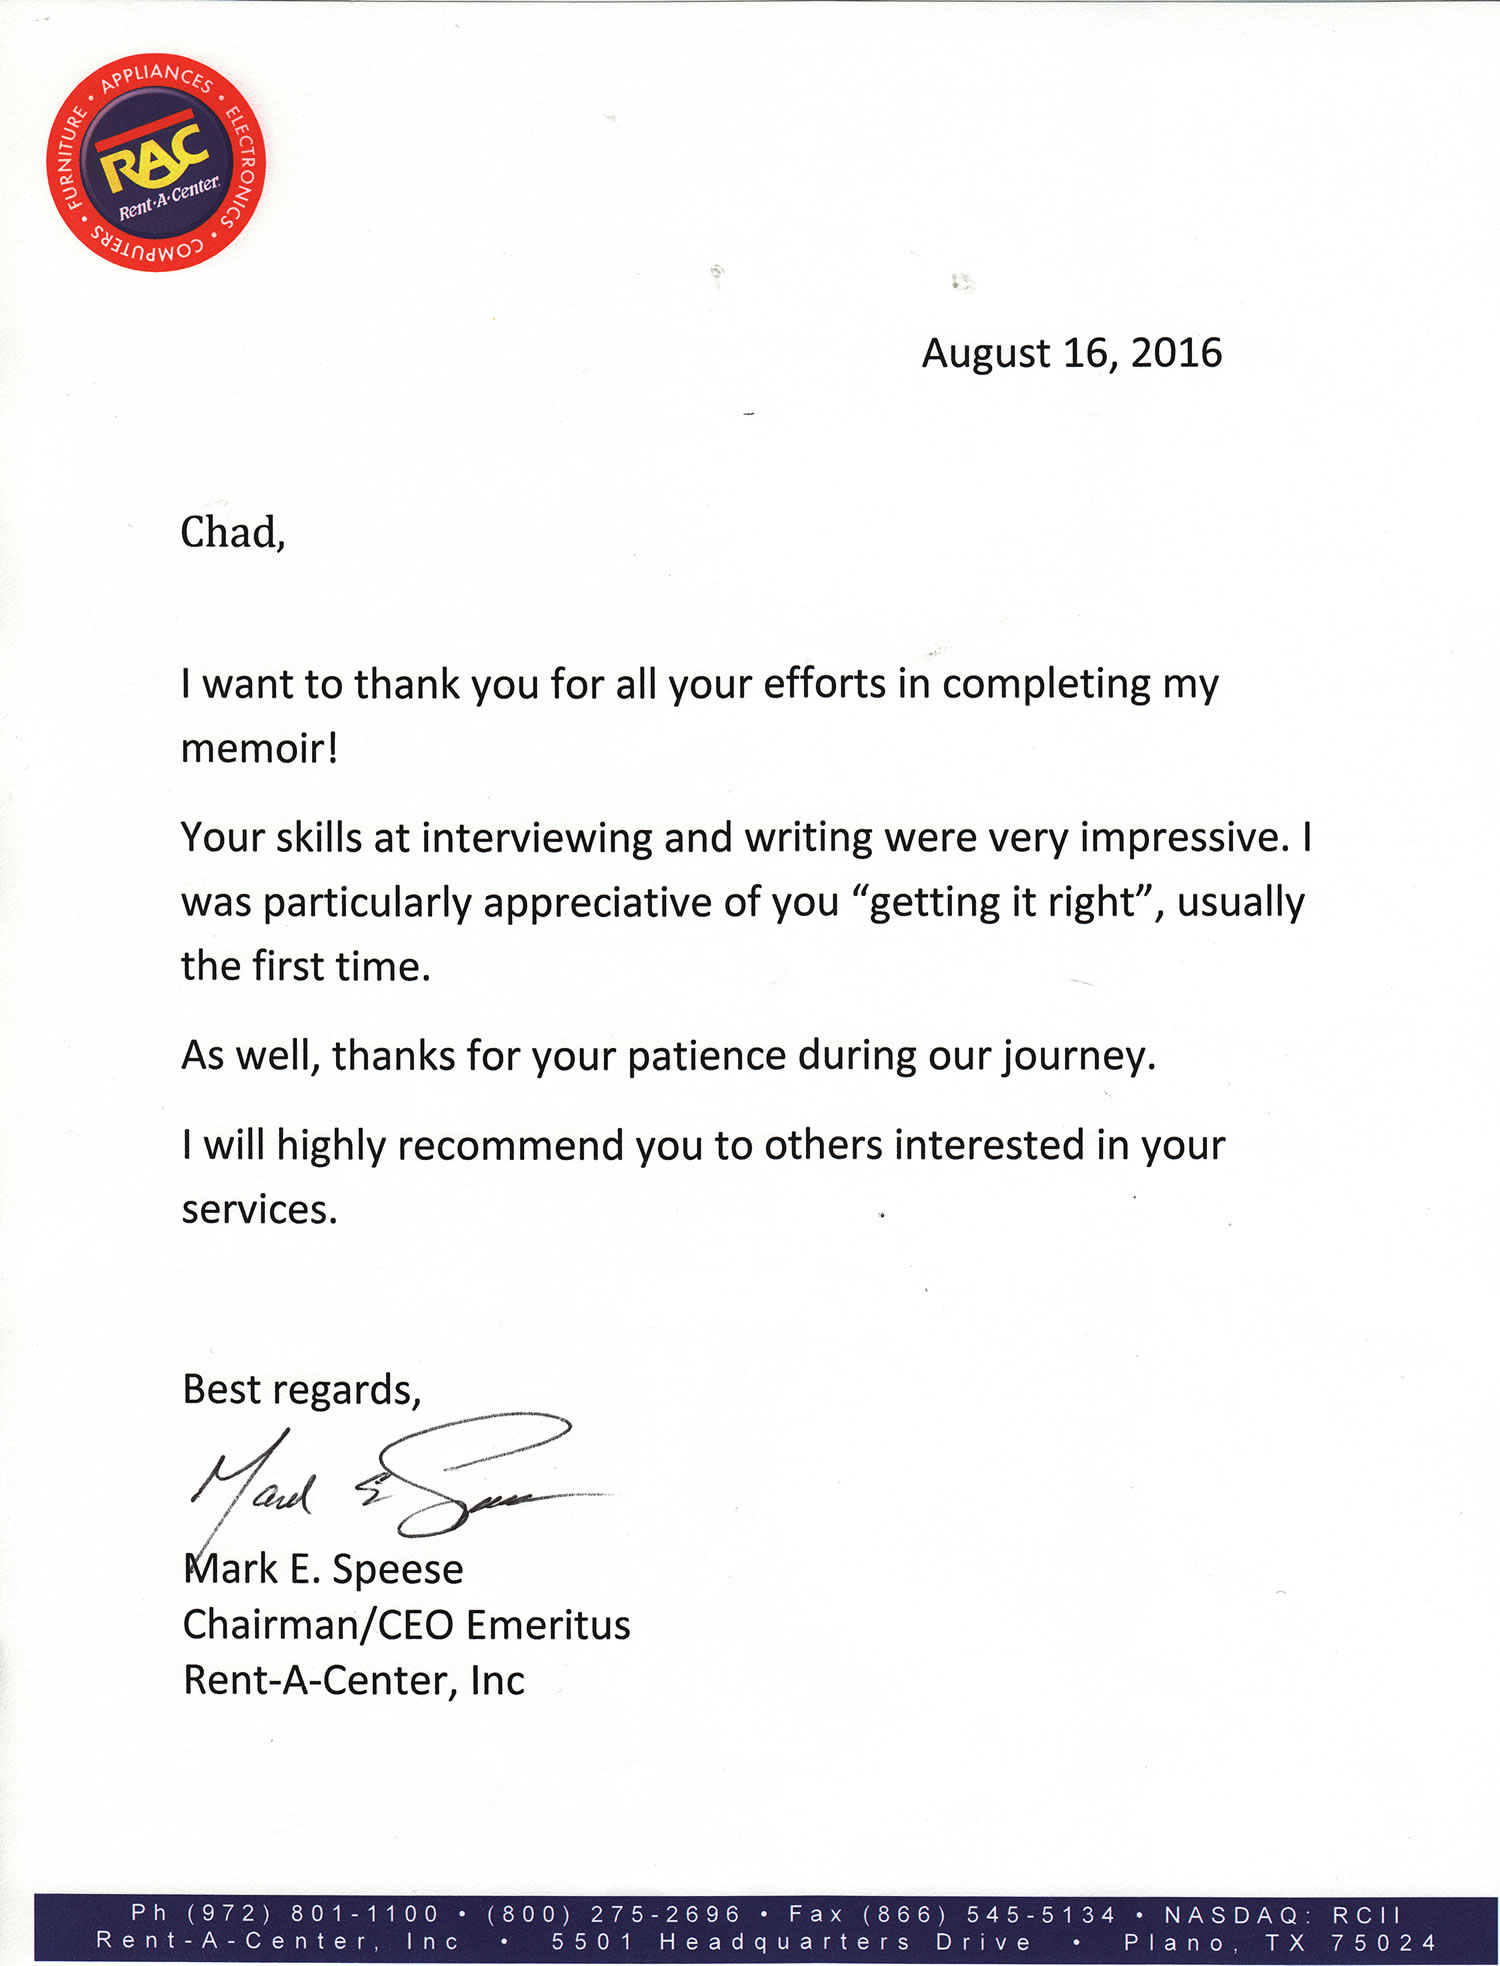 FURNITURE • APPLIANCES • ELECTRONICS • COMPUTERS •
RAC
Rent-A-Center
August 16, 2016
Chad,
I want to thank you for all your efforts in completing my
memoir!
Your skills at interviewing and writing were very impressive. I
was particularly appreciative of you “getting it right”, usually
the first time.
As well, thanks for your patience during our journey.
I will highly recommend you to others interested in your
services.
Best regards,
Mark E Speese
Mark E. Speese
Chairman/CEO Emeritus
Rent-A-Center, Inc
Ph (972) 801-1100 • (800) 275-2696 • Fax (866) 545-5134 • NASDAQ: RCII
Rent-A-Center, Inc • 5501 Headquarters Drive • Plano, TX 75024